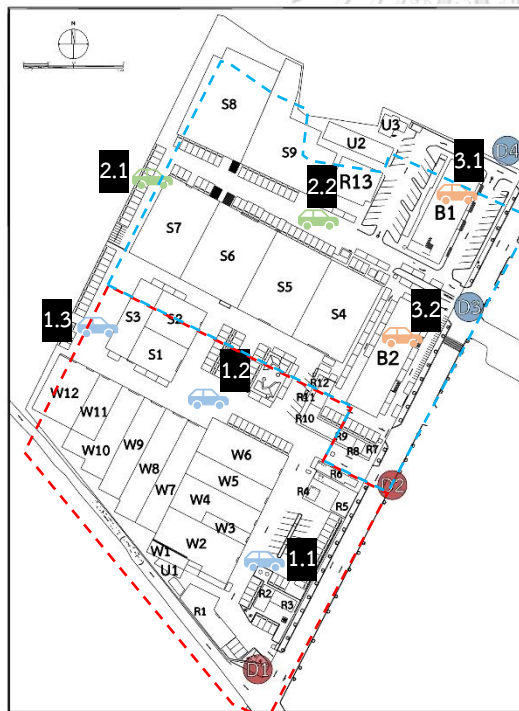 N
S8
U3
D4
U2
S9
3.1
2.1
R13
2.2
B1
S7
S6
S5
S4
3.2
D3
1.3
S3
S2
B2
S1
1.2
R12
W12
R11
W11
R10
R9
R7
R8
W10
W9
W6
R6
W8
W5
D2
R4
W7
W4
R5
W3
W1
W2
1.1
U1
R2
R1
R3
D1